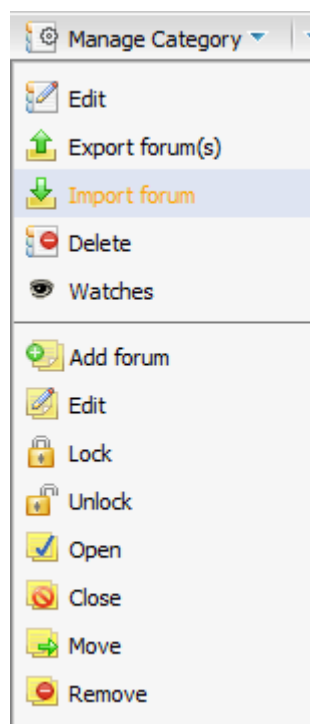 Manage Category
Edit
Export forum(s)
Import forum
Delete
Watches
Add forum
Edit
Lock
Unlock
Open
Close
Move
Remove